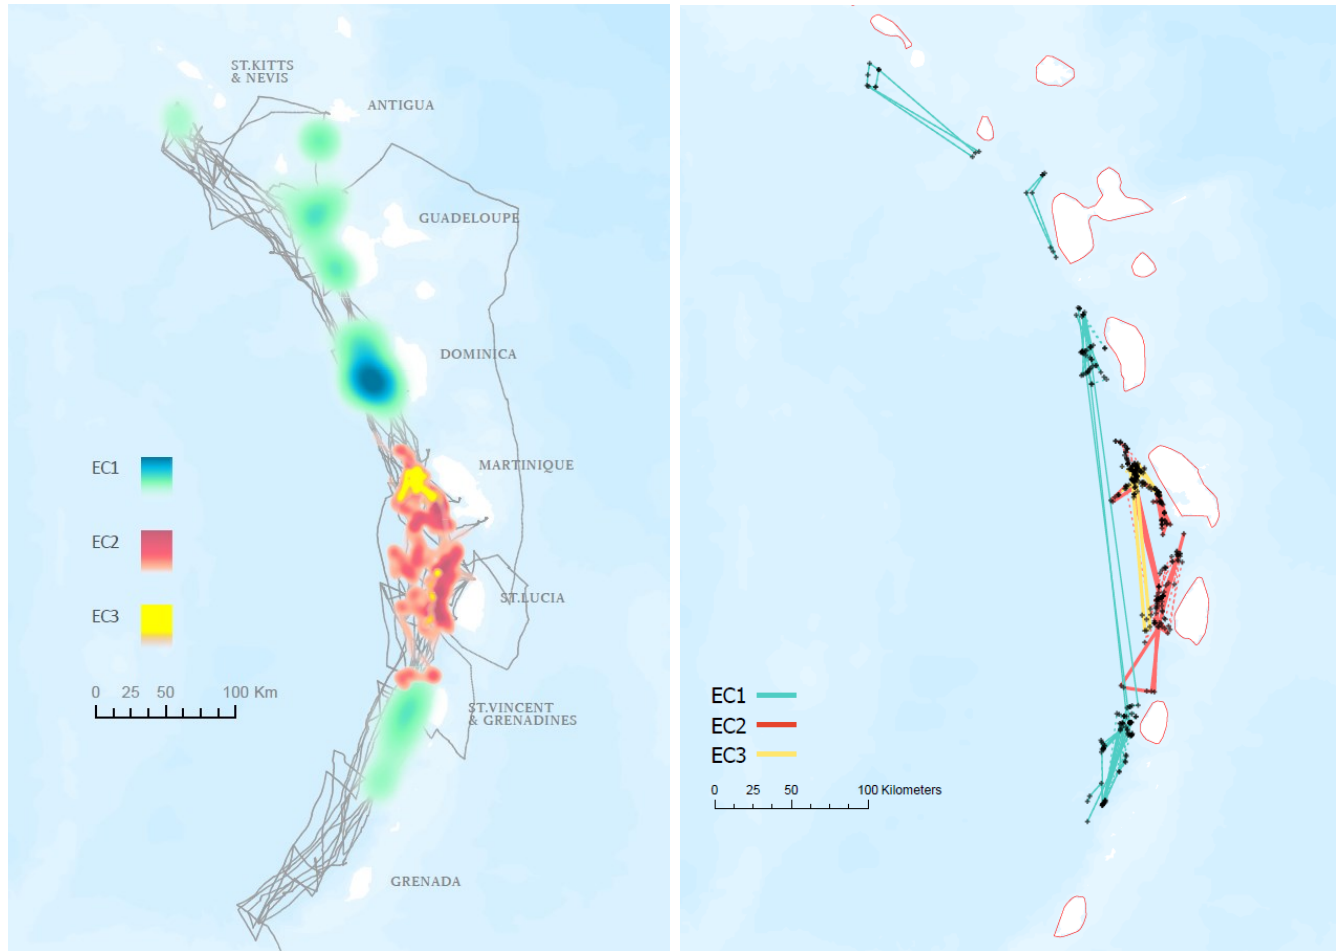 ST.KITTS
& NEVIS
ANTIGUA
GUADELOUPE
DOMINICA
MARTINIQUE
ST.LUCIA
ST.VINCENT
& GRENADINES
GRENADA
EC1
EC2
EC3
0 25 50 100 Km
EC1
EC2
EC3
0 25 50 100 Kilometers